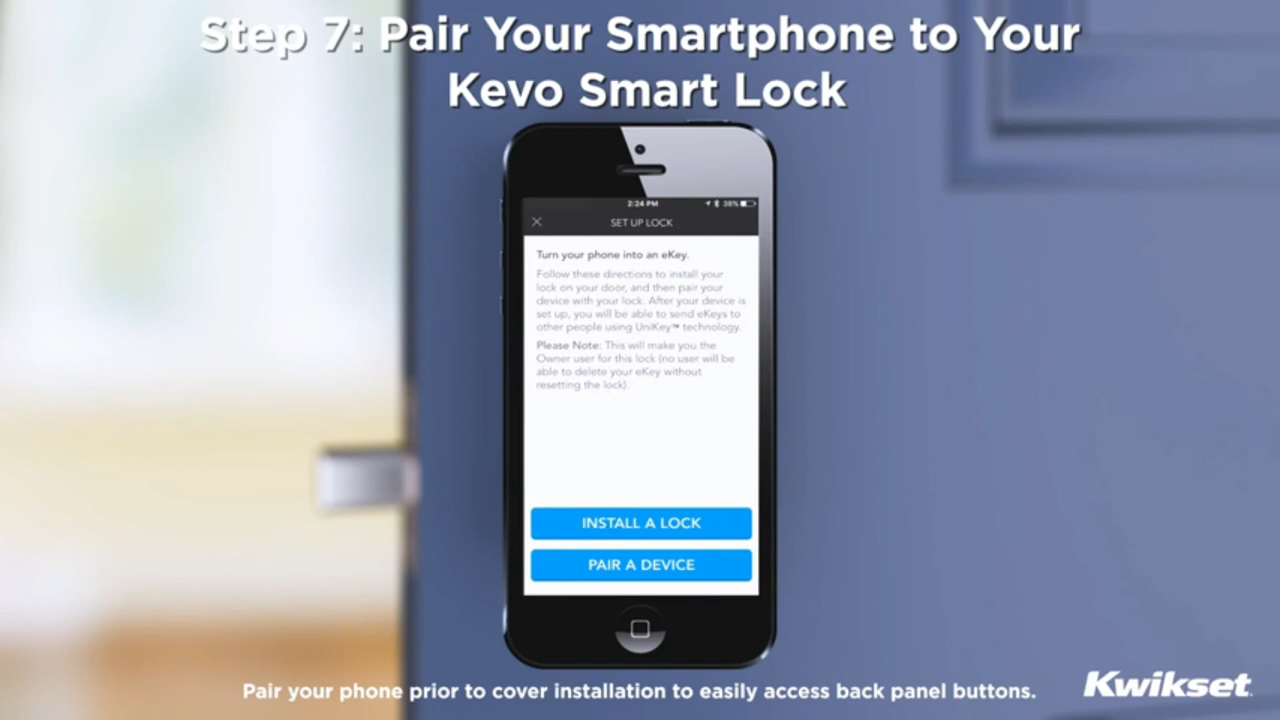 Step 7: Pair Your Smartphone to Your
Kevo Smart Lock
2:24 PM
38%
SET UP LOCK
Turn your phone into an eKey.
Follow these directions to install your
lock on your door, and then pair your
device with your lock. After your device is
set up, you will be able to send eKeys to
other people using UniKey™ technology.
Please Note: This will make you the
Owner user for this lock (no user will be
able to delete your eKey without
resetting the lock).
INSTALL A LOCK
PAIR A DEVICE
Pair your phone prior to cover installation to easily access back panel buttons.
Kwikset